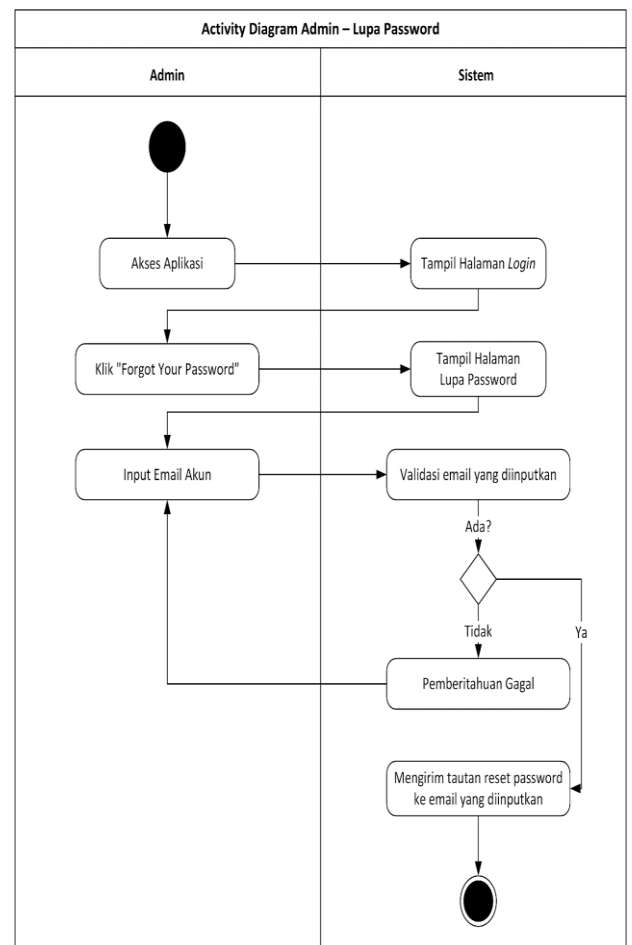 Activity Diagram Admin – Lupa Password
Admin
Sistem
Akses Aplikasi
Tampil Halaman Login
Klik "Forgot Your Password"
Tampil Halaman
Lupa Password
Input Email Akun
Validasi email yang diinputkan
Ada?
Tidak
Ya
Pemberitahuan Gagal
Mengirim tautan reset password
ke email yang diinputkan